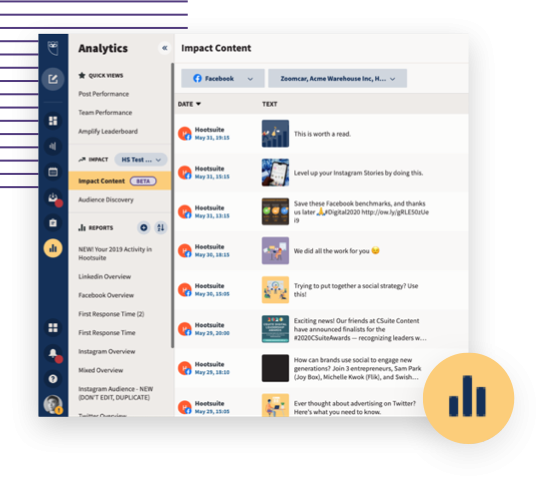 Analytics
«
QUICK VIEWS
Post Performance
Team Performance
Amplify Leaderboard
IMPACT
HS Test ...
Impact Content
BETA
Audience Discovery
REPORTS
NEW! Your 2019 Activity in
Hootsuite
LinkedIn Overview
Facebook Overview
First Response Time (2)
First Response Time
Instagram Overview
Mixed Overview
Instagram Audience - NEW
(DON'T EDIT, DUPLICATE)
Twitter Overview
Impact Content
Facebook
Zoomcar, Acme Warehouse Inc, H...
DATE
TEXT
Hootsuite
May 31, 19:15
This is worth a read.
Hootsuite
May 31, 15:15
Level up your Instagram Stories by doing this.
Hootsuite
May 31, 13:15
Save these Facebook benchmarks, and thanks
us later 🙏#Digital2020 http://ow.ly/gRLE50zUe
i9
Hootsuite
May 30, 18:15
We did all the work for you 😉
Hootsuite
May 30, 15:05
Trying to put together a social strategy? Use
this!
Hootsuite
May 29, 20:00
Exciting news! Our friends at CSuite Content
have announced finalists for the
#2020CSuiteAwards — recognizing leaders w...
Hootsuite
May 29, 18:10
How can brands use social to engage new
generations? Join 3 entrepreneurs, Sam Park
(Joy Box), Michelle Kwok (Flik), and Swish...
Hootsuite
May 29, 15:05
Ever thought about advertising on Twitter?
Here's what you need to know.